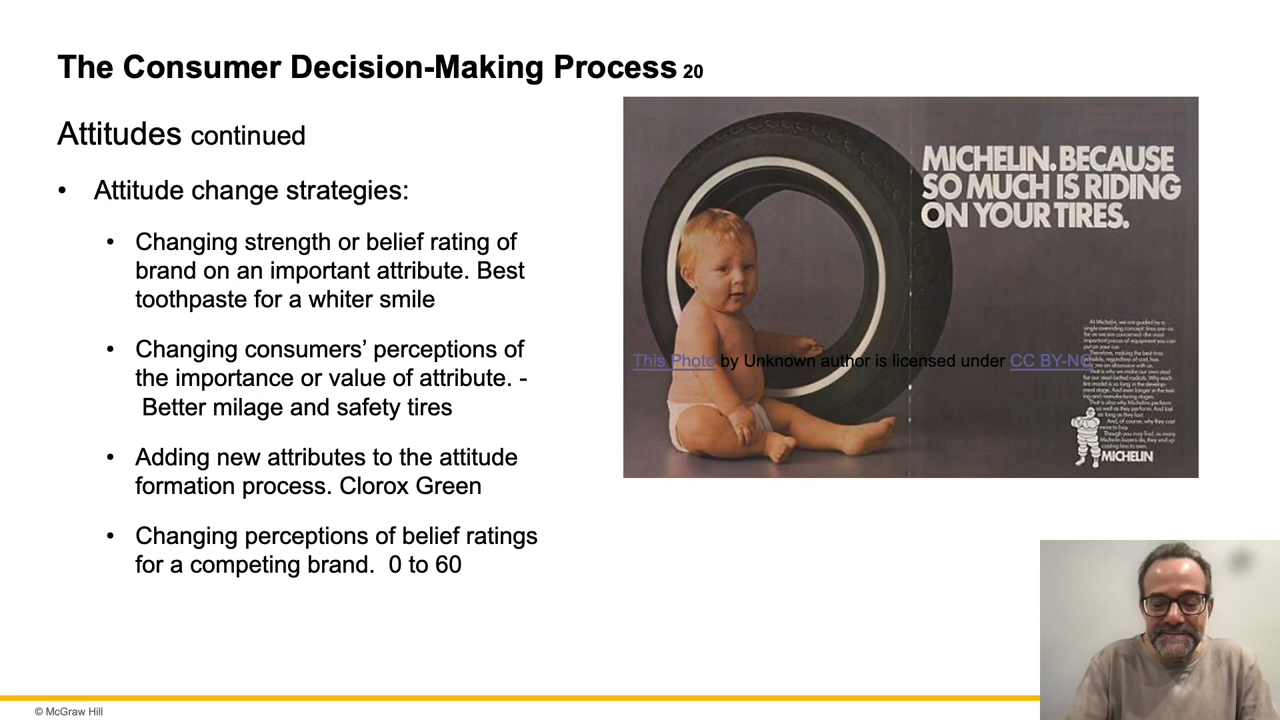 The Consumer Decision-Making Process 20
Attitudes continued
• Attitude change strategies:
• Changing strength or belief rating of
brand on an important attribute. Best
toothpaste for a whiter smile
• Changing consumers’ perceptions of
the importance or value of attribute. -
Better milage and safety tires
• Adding new attributes to the attitude
formation process. Clorox Green
• Changing perceptions of belief ratings
for a competing brand. 0 to 60
MICHELIN. BECAUSE
SO MUCH IS RIDING
ON YOUR TIRES.
This Photo by Unknown author is licensed under CC BY-NC
MICHELIN
© McGraw Hill